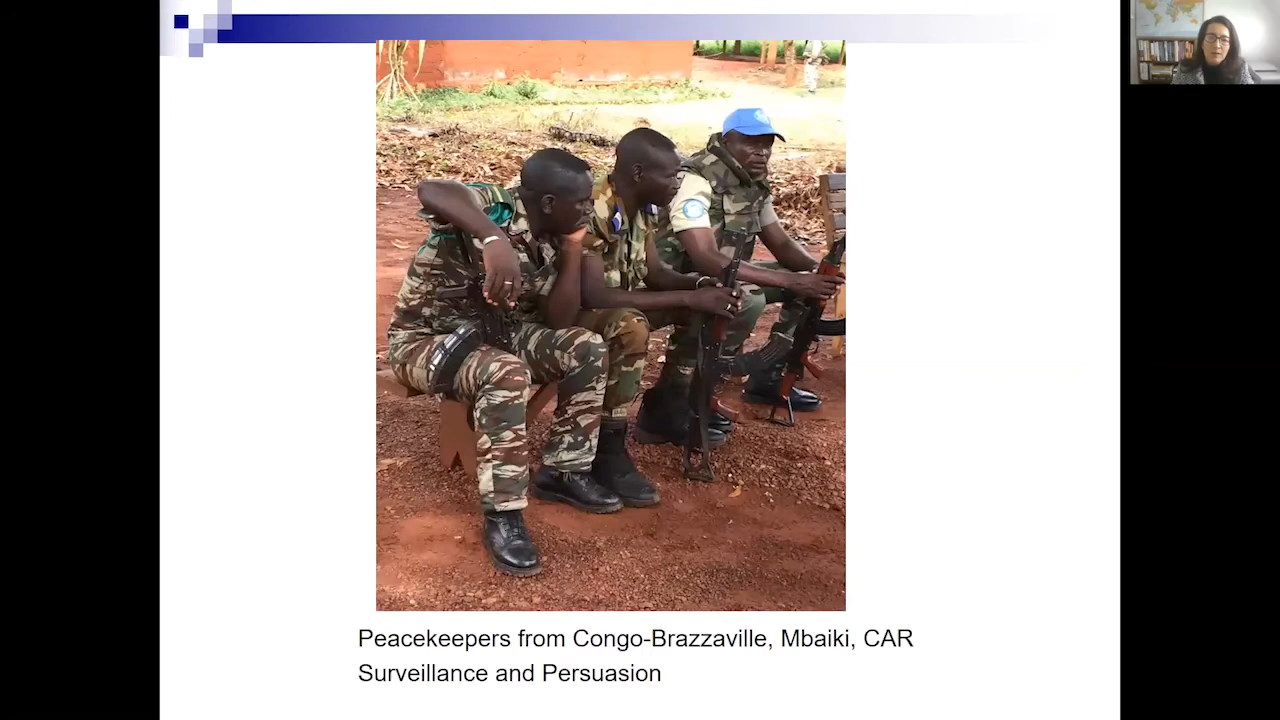 Peacekeepers from Congo-Brazzaville, Mbaiki, CAR
Surveillance and Persuasion